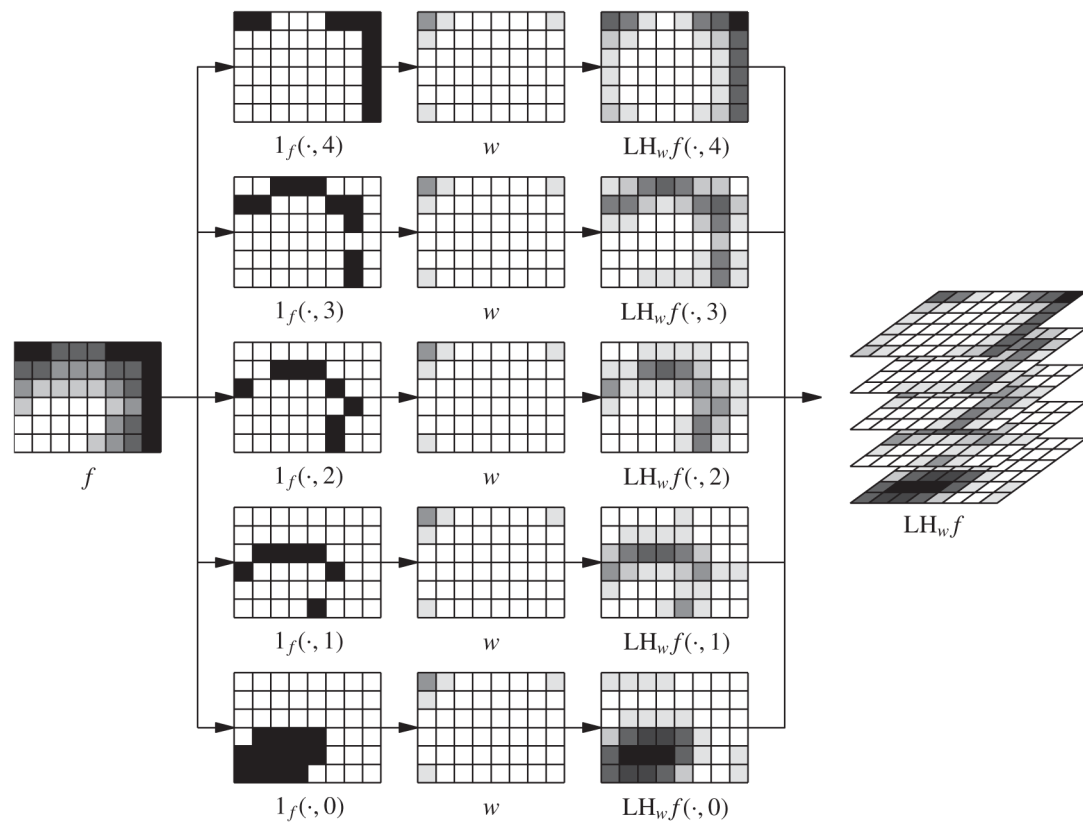 1_f(·, 4)
w
LH_w f(·, 4)
1_f(·, 3)
w
LH_w f(·, 3)
f
1_f(·, 2)
w
LH_w f(·, 2)
LH_w f
1_f(·, 1)
w
LH_w f(·, 1)
1_f(·, 0)
w
LH_w f(·, 0)